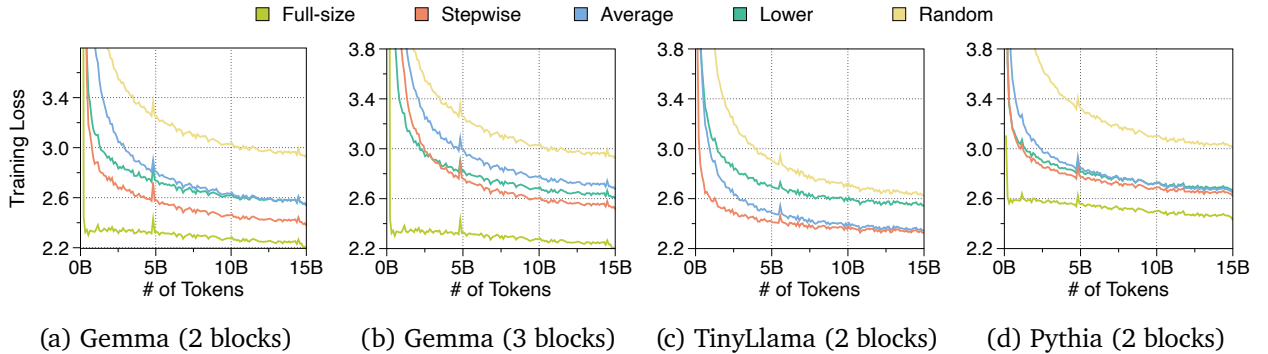 Full-size Stepwise Average Lower Random
3.8 3.8 3.8
3.4 3.4 3.4 3.4
3.0 3.0 3.0 3.0
2.6 2.6 2.6 2.6
2.2 2.2 2.2 2.2
Training Loss
0B 5B 10B 15B 0B 5B 10B 15B 0B 5B 10B 15B 0B 5B 10B 15B
# of Tokens # of Tokens # of Tokens # of Tokens
(a) Gemma (2 blocks) (b) Gemma (3 blocks) (c) TinyLlama (2 blocks) (d) Pythia (2 blocks)